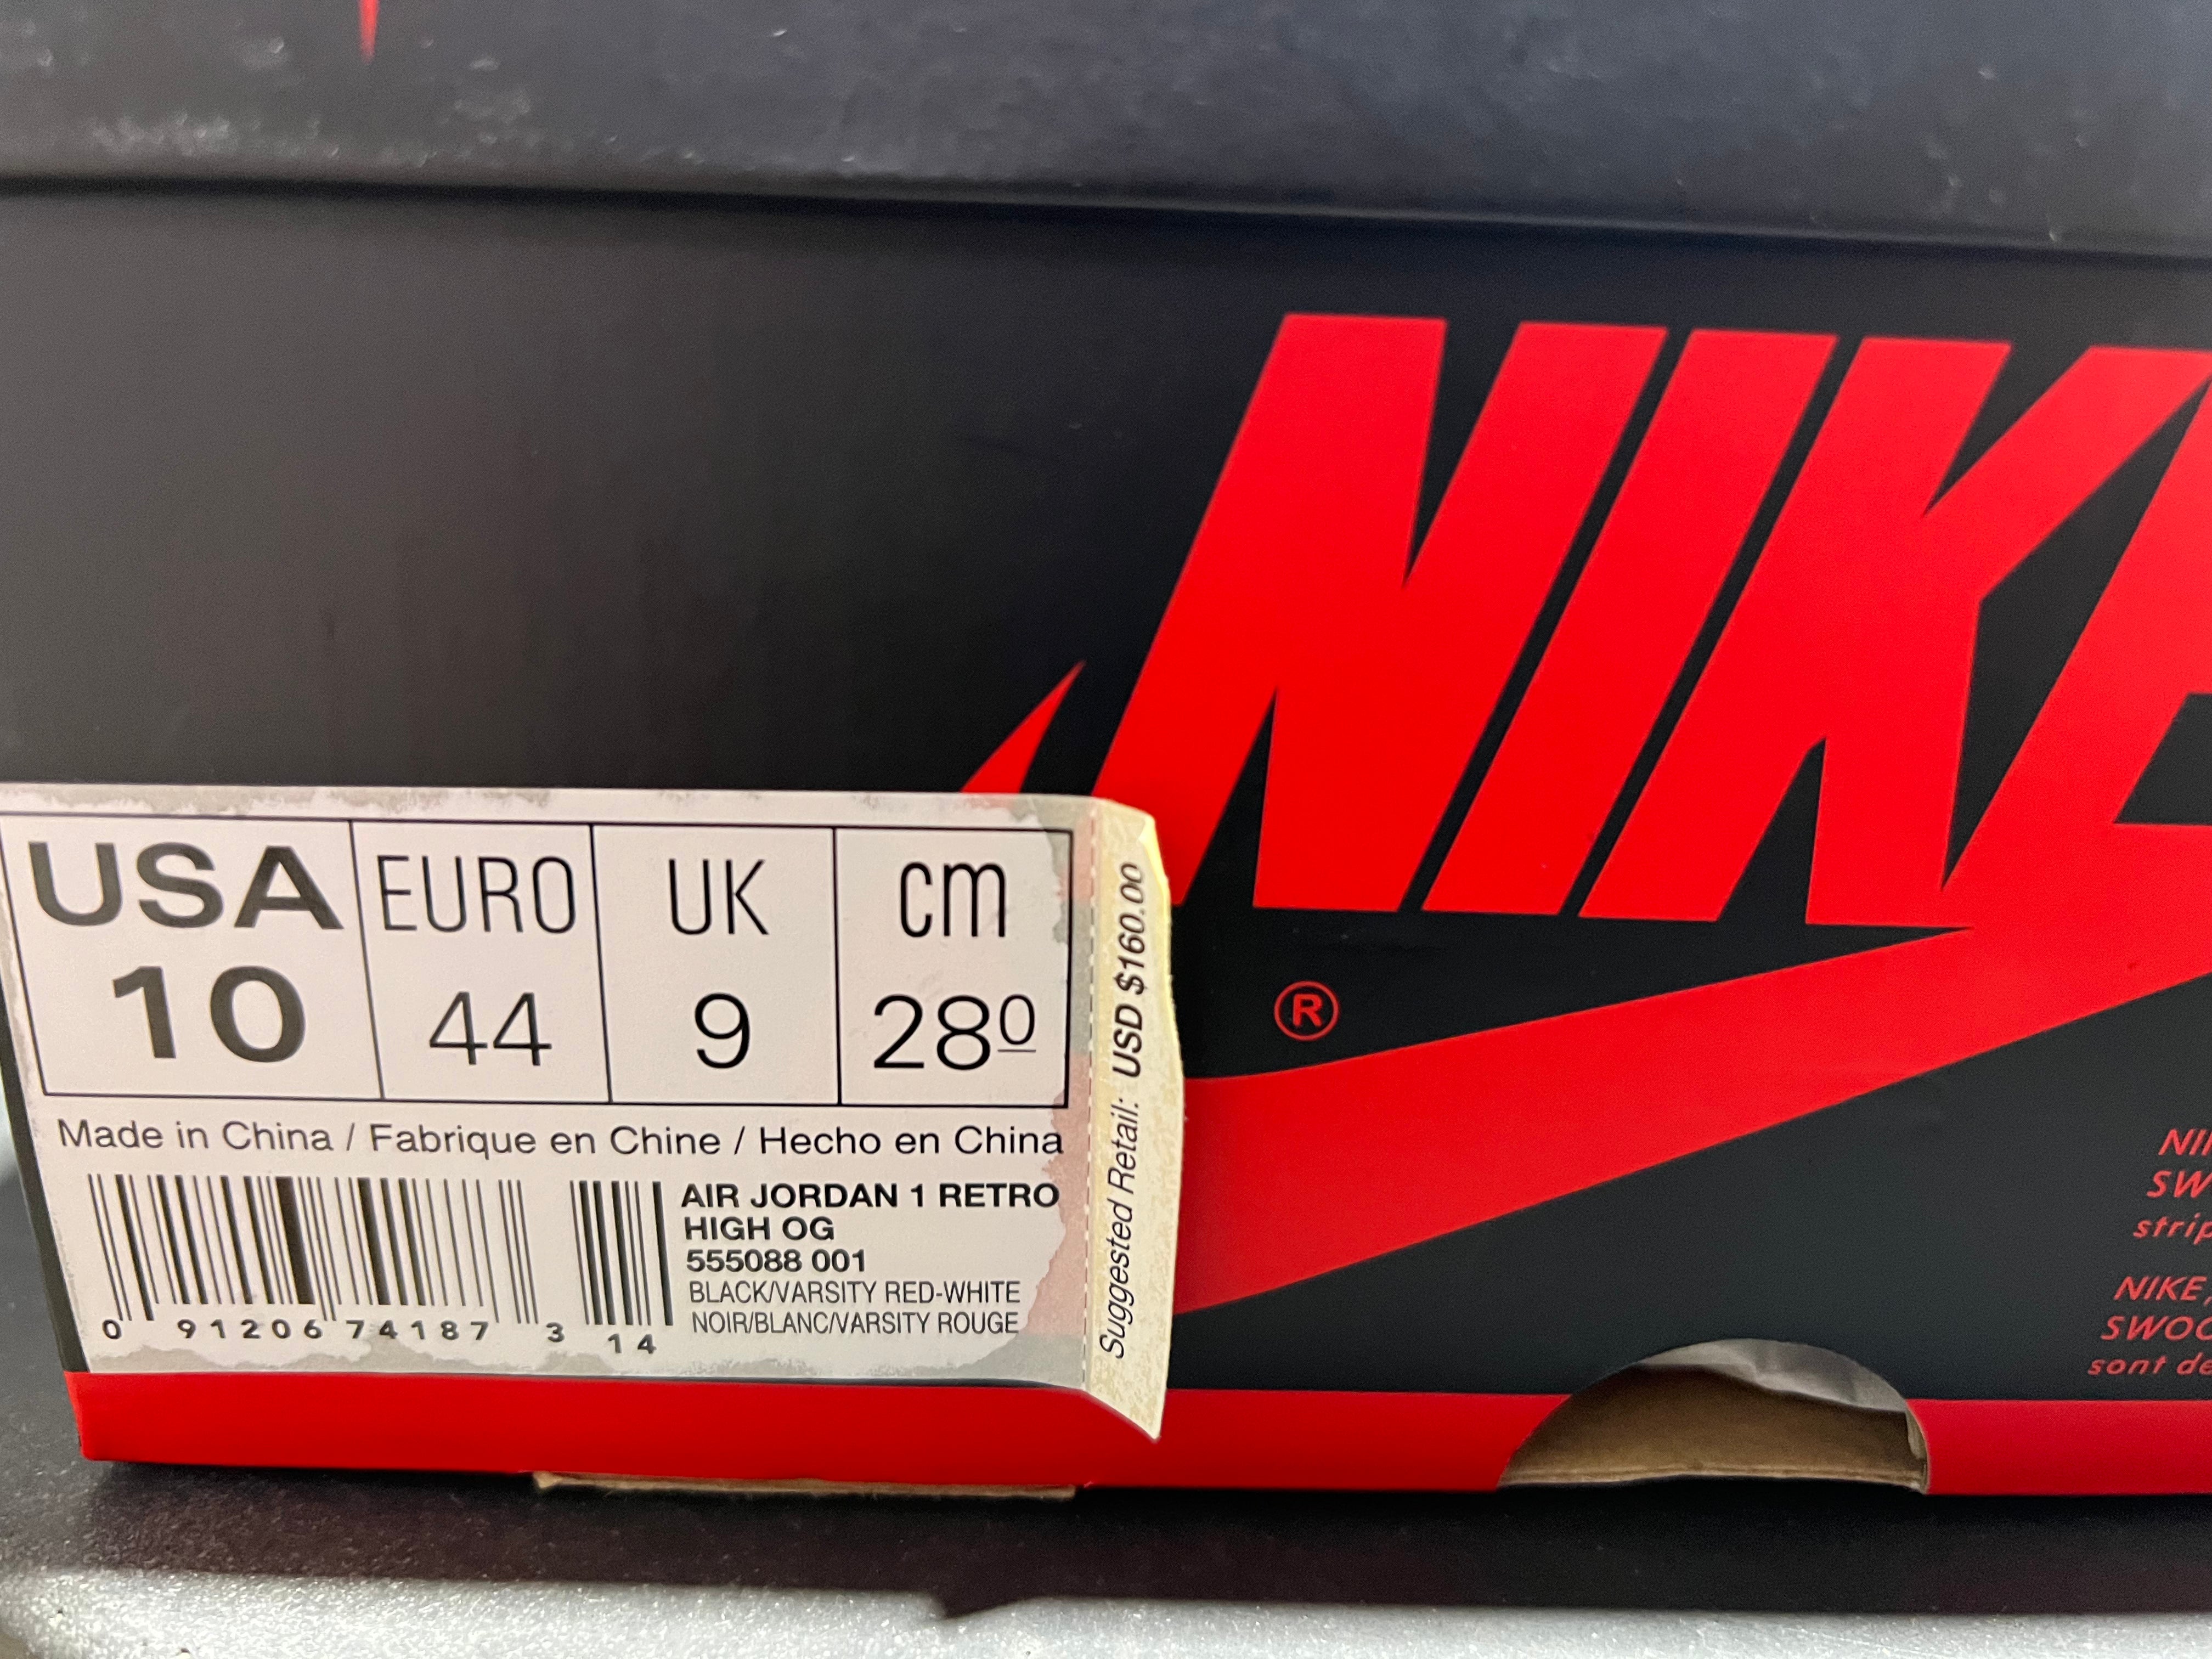 NIKE
®
USA EURO UK cm
10 44 9 28 0
Made in China / Fabrique en Chine / Hecho en China
AIR JORDAN 1 RETRO
HIGH OG
555088 001
BLACK/VARSITY RED-WHITE
NOIR/BLANC/VARSITY ROUGE
0 91206 74187 3 14
Suggested Retail: USD $160.00
NIKE,